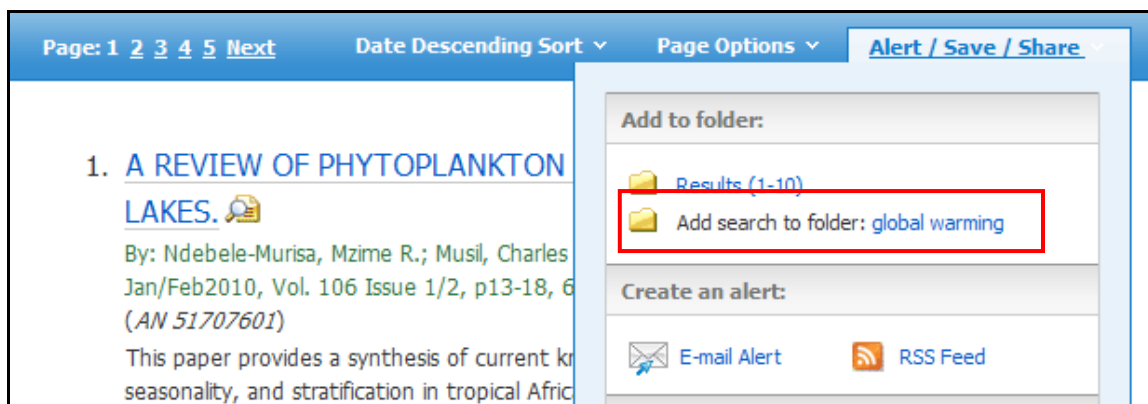 Page: 1 2 3 4 5 Next Date Descending Sort Page Options Alert / Save / Share
Add to folder:
Results (1-10)
Add search to folder: global warming
Create an alert:
E-mail Alert RSS Feed
1. A REVIEW OF PHYTOPLANKTON
LAKES.
By: Ndebele-Murisa, Mzime R.; Musil, Charles
Jan/Feb2010, Vol. 106 Issue 1/2, p13-18, 6
(AN 51707601)
This paper provides a synthesis of current kr
seasonality, and stratification in tropical Afric